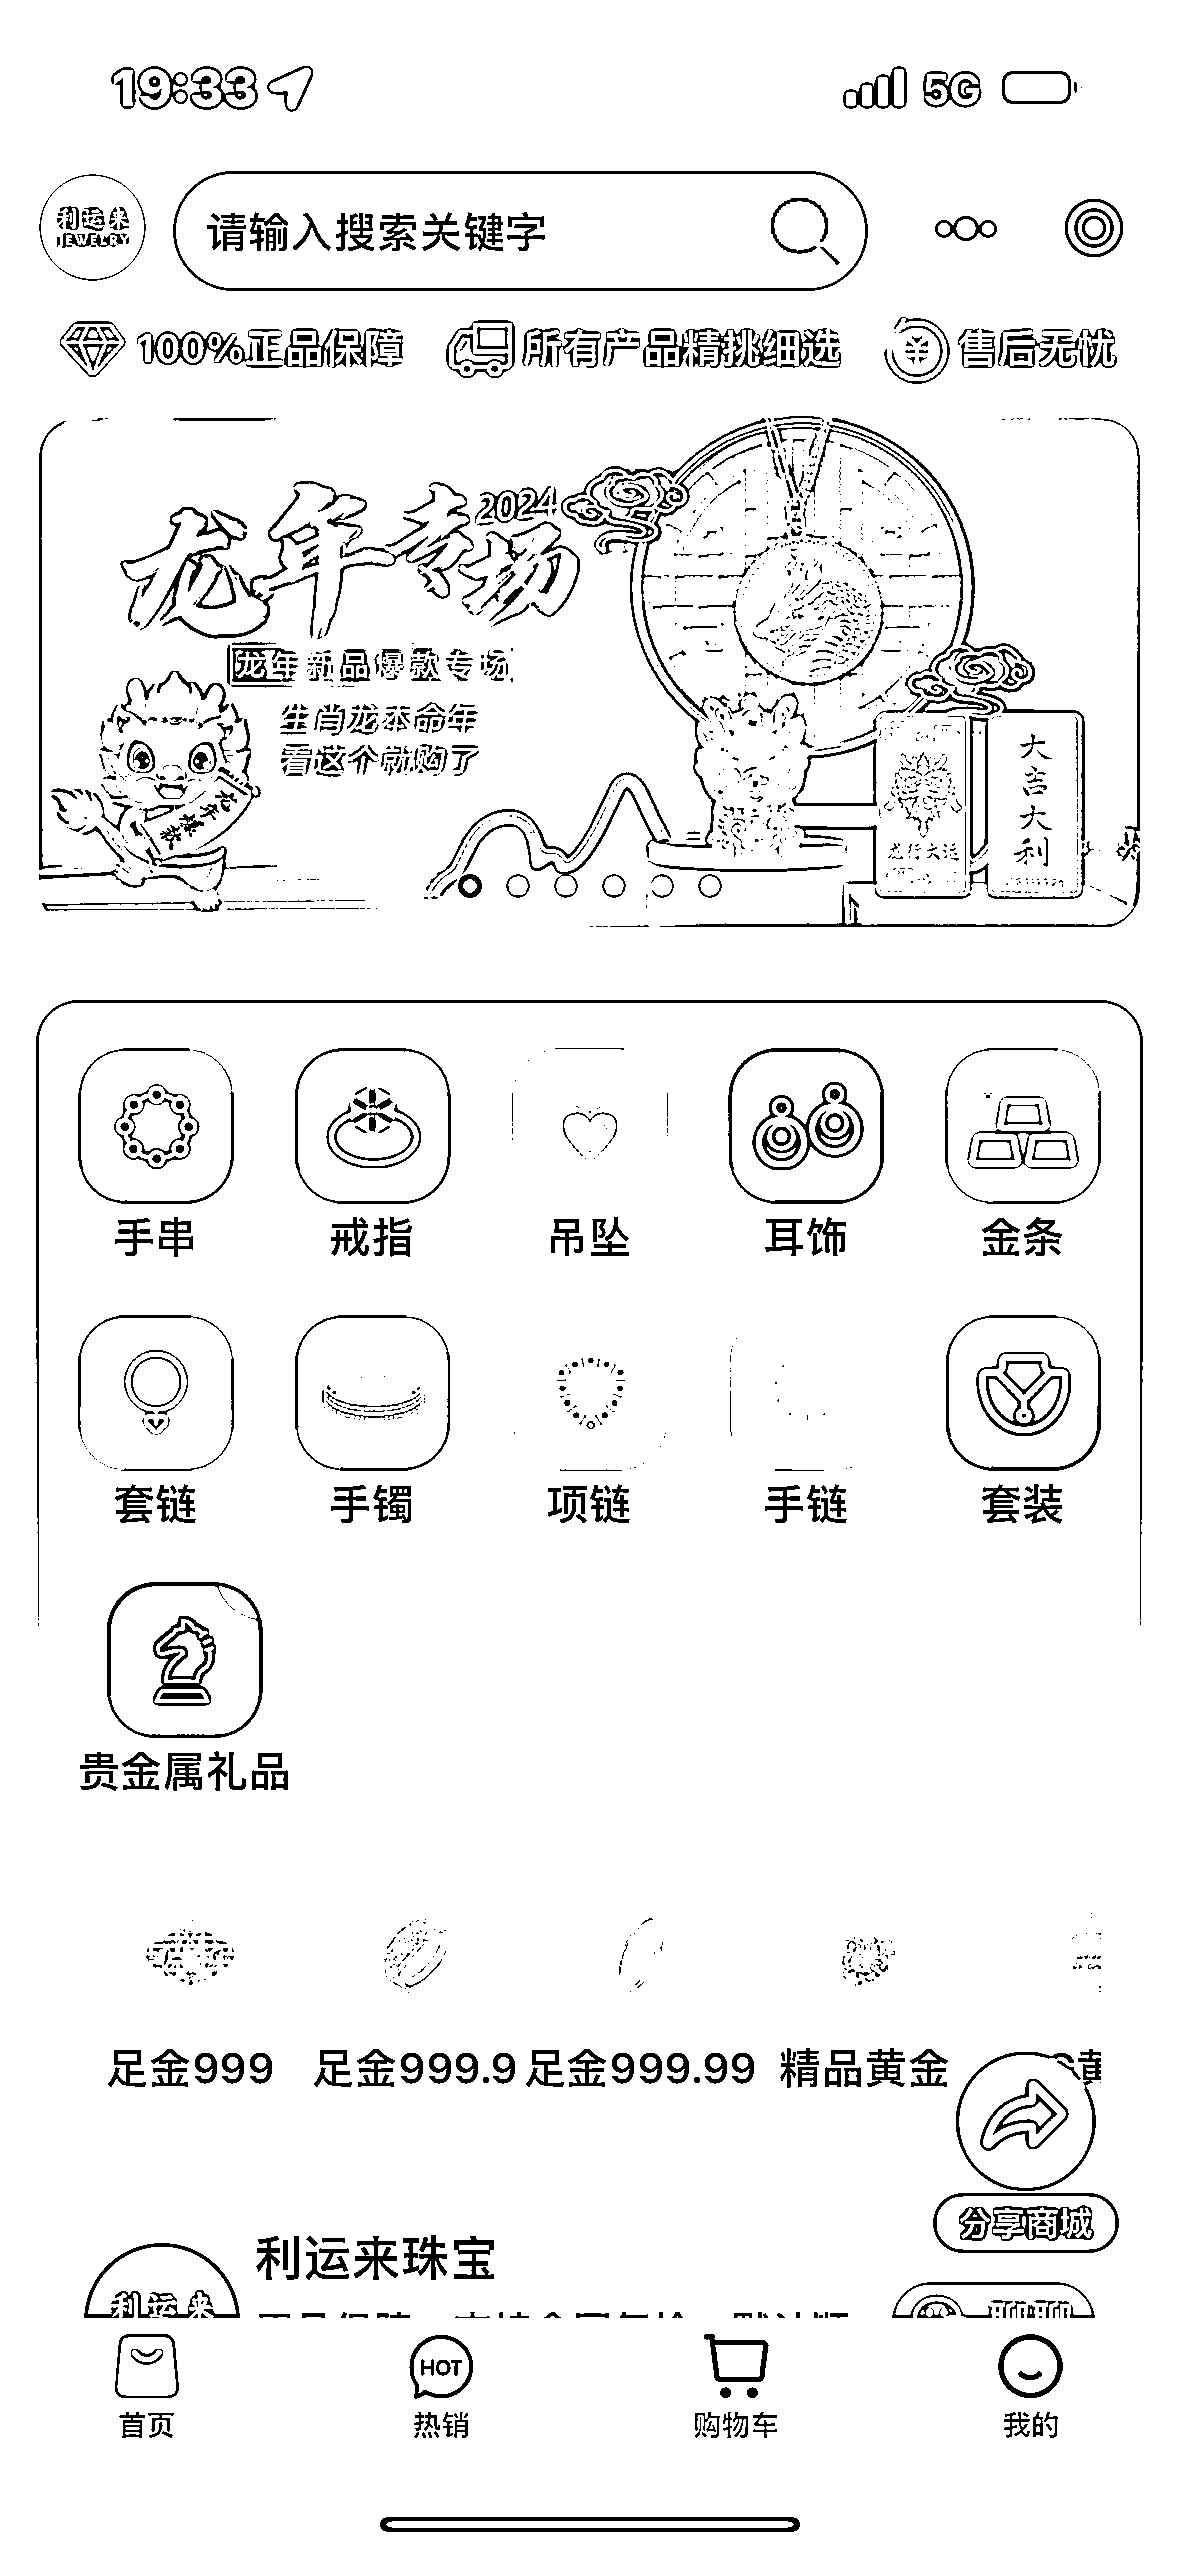 19:33
5G
利运来
JEWELRY
请输入搜索关键字
100%正品保障
所有产品精挑细选
售后无忧
2024
龙年专场
龙年新品爆款专场
生肖龙本命年
看这个就购了
龙年爆款
龙行大运
大吉大利
手串
戒指
吊坠
耳饰
金条
套链
手镯
项链
手链
套装
贵金属礼品
足金999
足金999.9
足金999.99
精品黄金
分享商城
利运来珠宝
利运来
HOT
首页
热销
购物车
我的